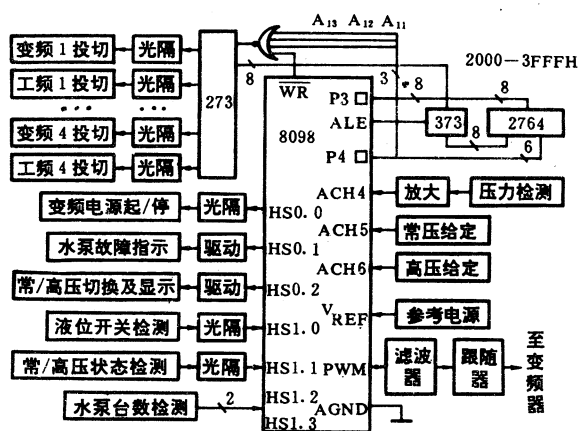 A13 A12 A11
2000—3FFFH
变频1投切 光隔
工频1投切 光隔
… …
变频4投切 光隔
工频4投切 光隔
273
8
WR
3
8098
P3
ALE
P4
8
8
373
2764
8
6
变频电源起/停 光隔 HS0.0
水泵故障指示 驱动 HS0.1
常/高压切换及显示 驱动 HS0.2
液位开关检测 光隔 HS1.0
常/高压状态检测 光隔 HS1.1
水泵台数检测 2 HS1.2
HS1.3
ACH4 放大 压力检测
ACH5 常压给定
ACH6 高压给定
VREF 参考电源
PWM 滤波器 跟随器 至变频器
AGND